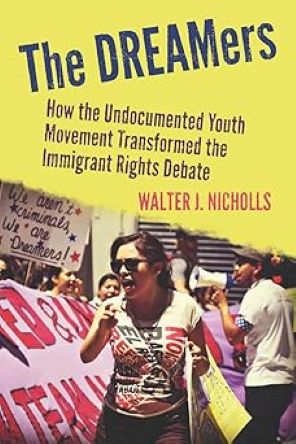 The DREAMers
How the Undocumented Youth
Movement Transformed the
Immigrant Rights Debate
WALTER J. NICHOLLS
We aren't
criminals,
We are
Dreamers!
TEAM